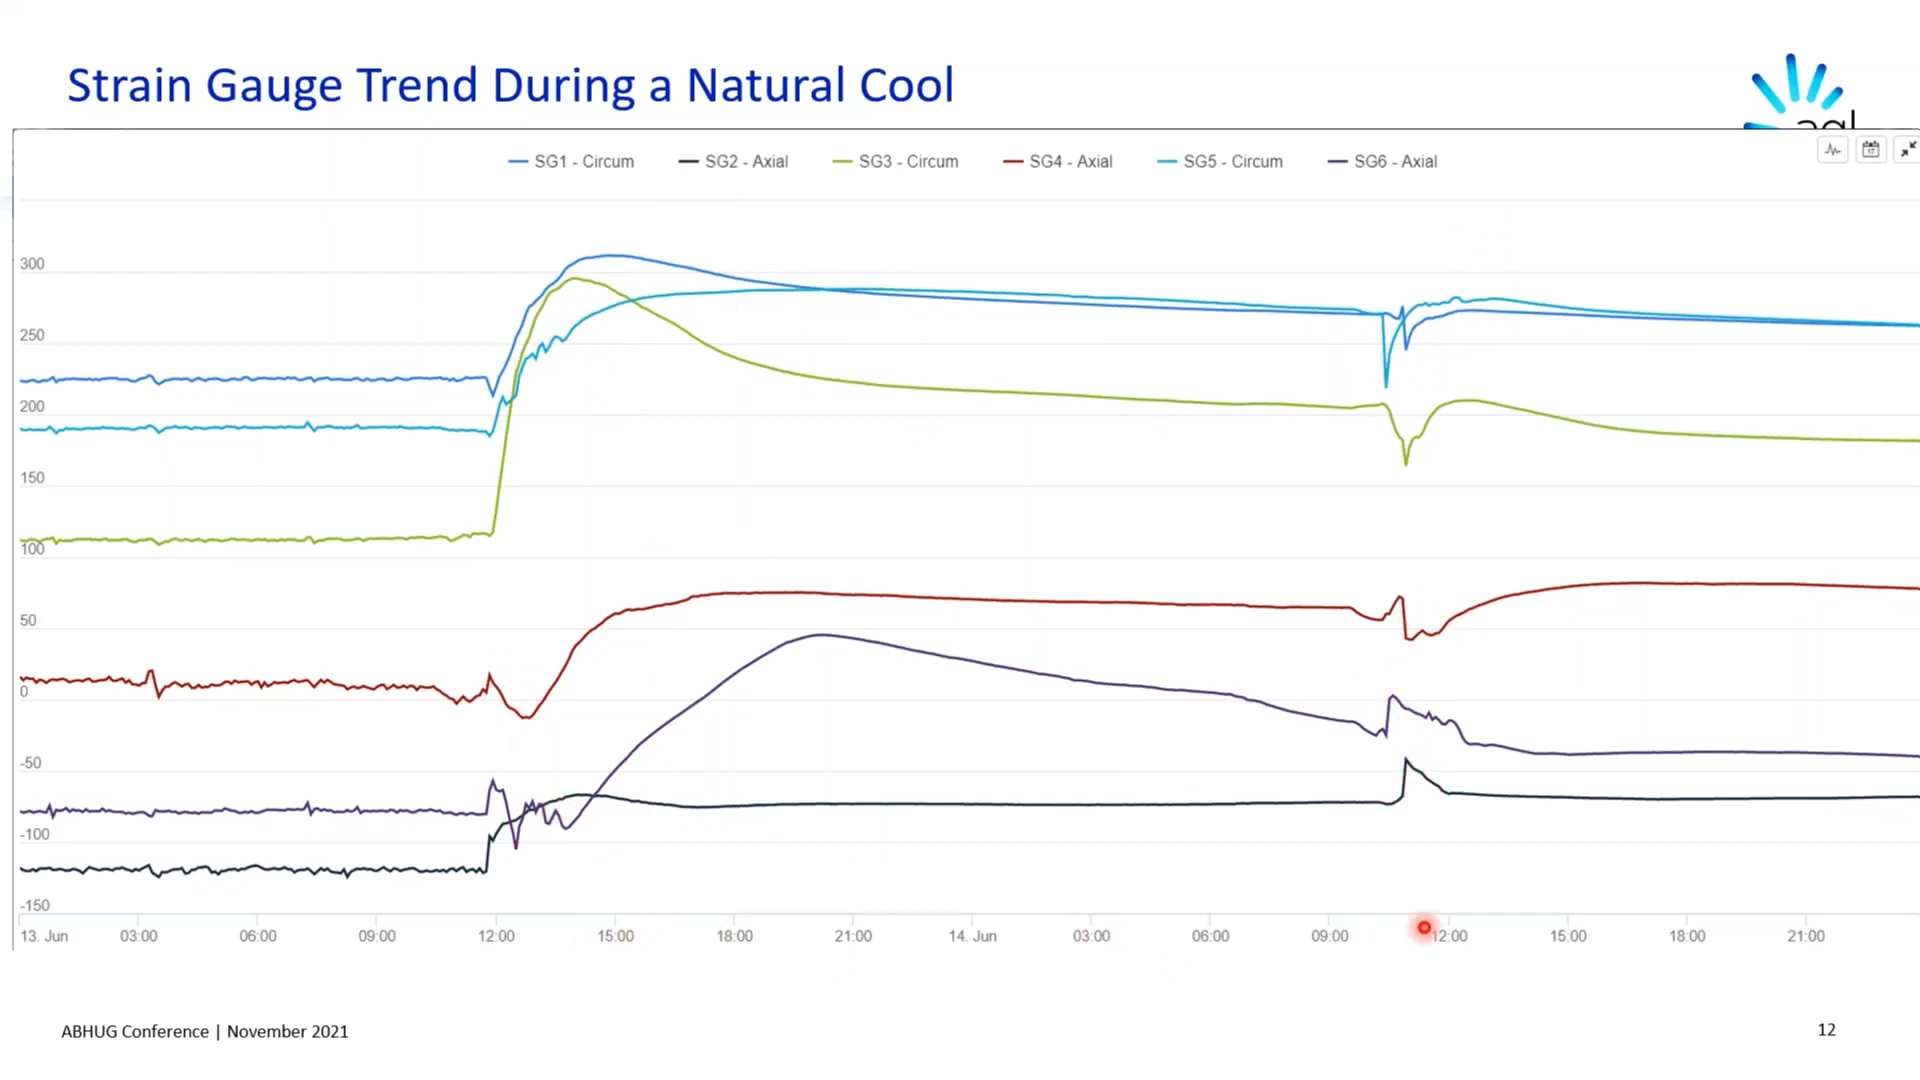 Strain Gauge Trend During a Natural Cool
agl
SG1 - Circum SG2 - Axial SG3 - Circum SG4 - Axial SG5 - Circum SG6 - Axial
300
250
200
150
100
50
0
-50
-100
-150
13. Jun 03:00 06:00 09:00 12:00 15:00 18:00 21:00 14. Jun 03:00 06:00 09:00 12:00 15:00 18:00 21:00
ABHUG Conference | November 2021
12